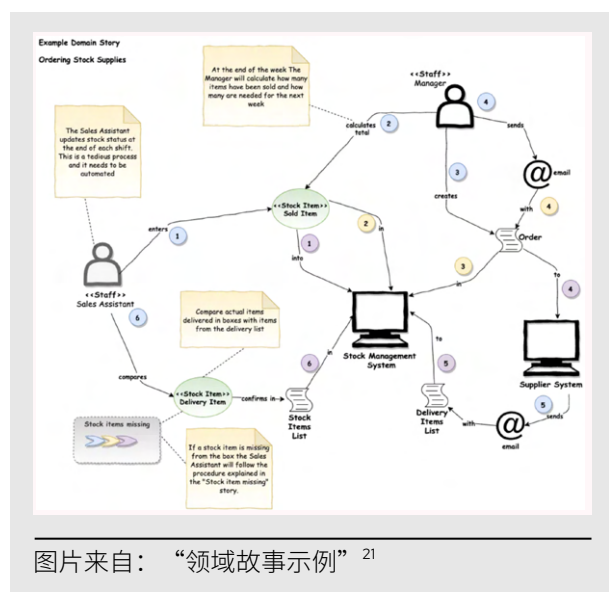 Example Domain Story
Ordering Stock Supplies
At the end of the week The
Manager will calculate how many
items have been sold and how
many are needed for the next
week
<<Staff>>
Manager
4
The Sales Assistant
updates stock status at
the end of each shift.
This is a tedious process
and it needs to be
automated
calculates
total
2
sends
3
creates
@
email
with
4
<<Stock Item>>
Sold Item
enters
1
2
in
1
into
Order
3
in
to
4
<<Staff>>
Sales Assistant
6
Compare actual items
delivered in boxes with items
from the delivery list
Stock Management
System
Supplier System
compares
6
in
to
5
<<Stock Item>>
Delivery Item
confirms in
Stock
Items
List
Delivery
Items
List
with
@
email
5
sends
Stock items missing
If a stock item is missing
from the box the Sales
Assistant will follow the
procedure explained in
the "Stock item missing"
story.
图片来自： “领域故事示例” 21